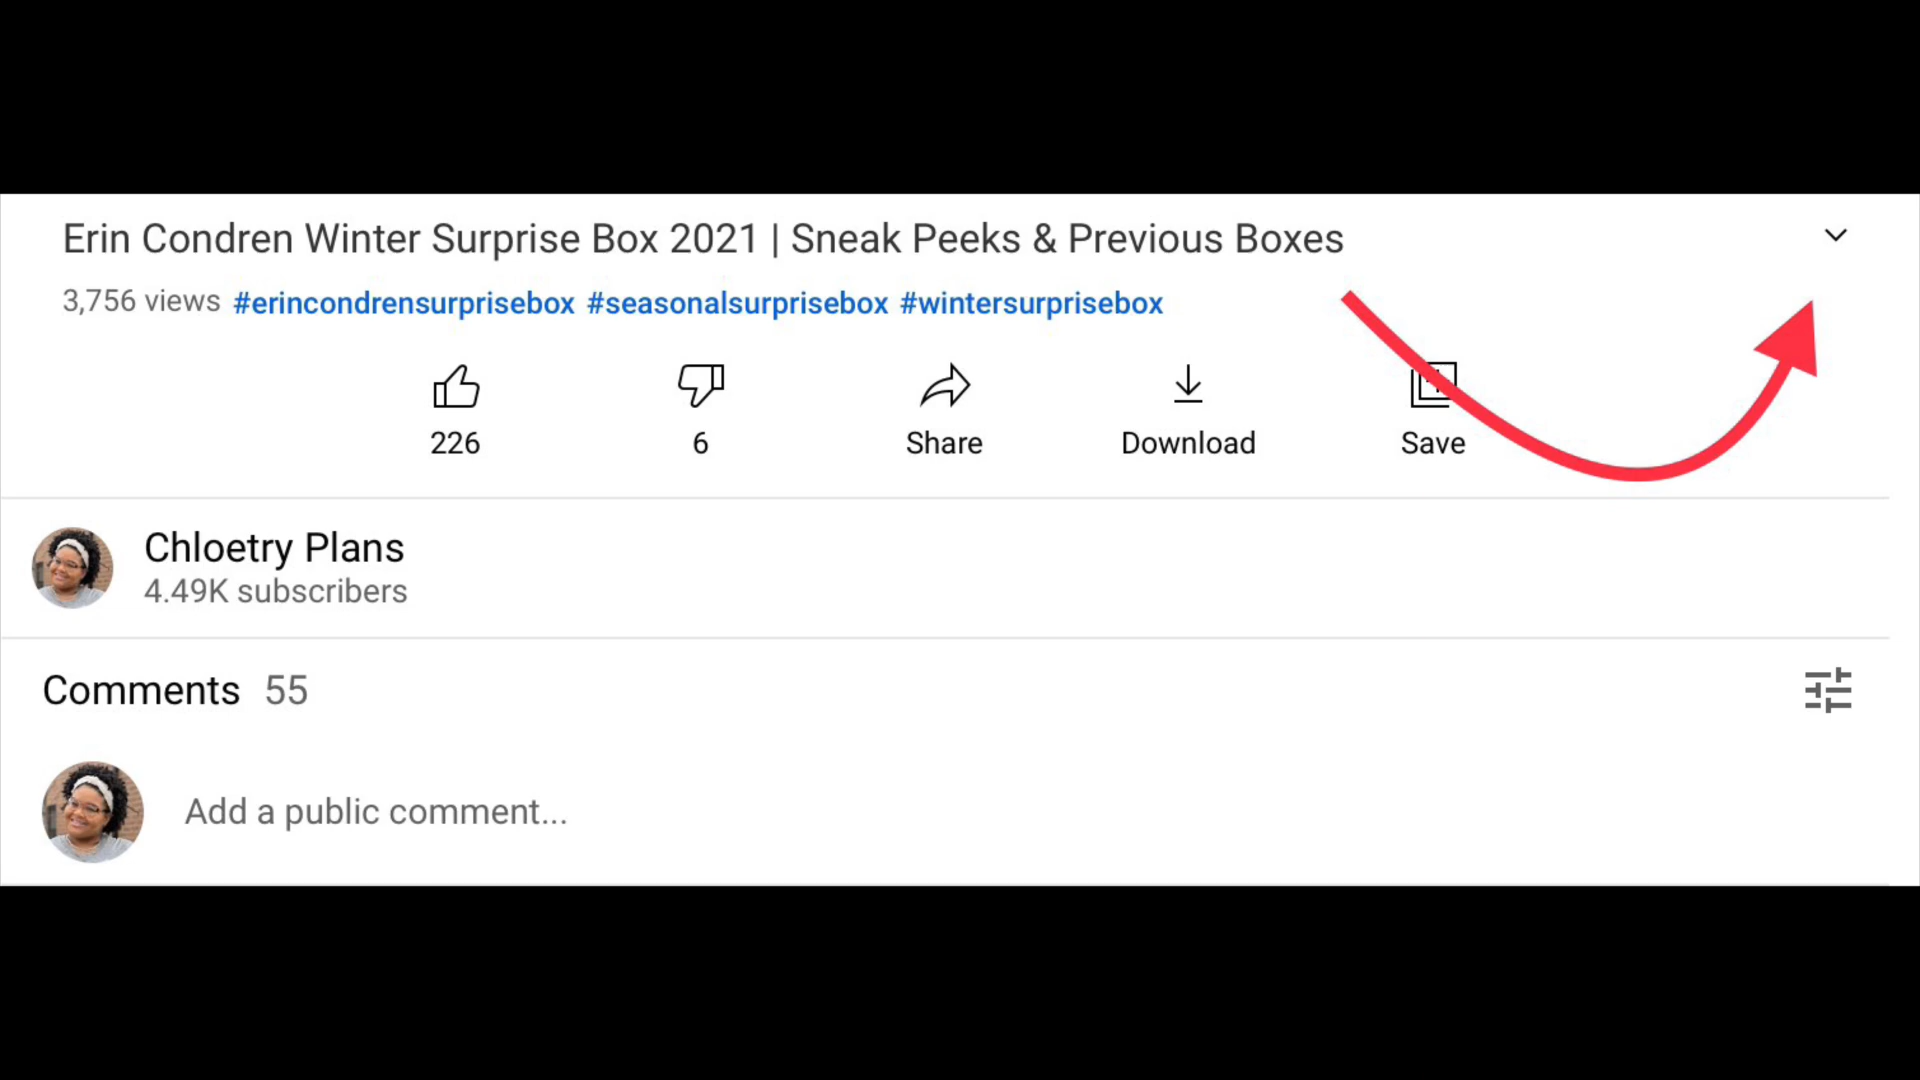 Erin Condren Winter Surprise Box 2021 | Sneak Peeks & Previous Boxes
3,756 views #erincondrensurprisebox #seasonalsurprisebox #wintersurprisebox
226 6 Share Download Save
Chloetry Plans
4.49K subscribers
Comments 55
Add a public comment...